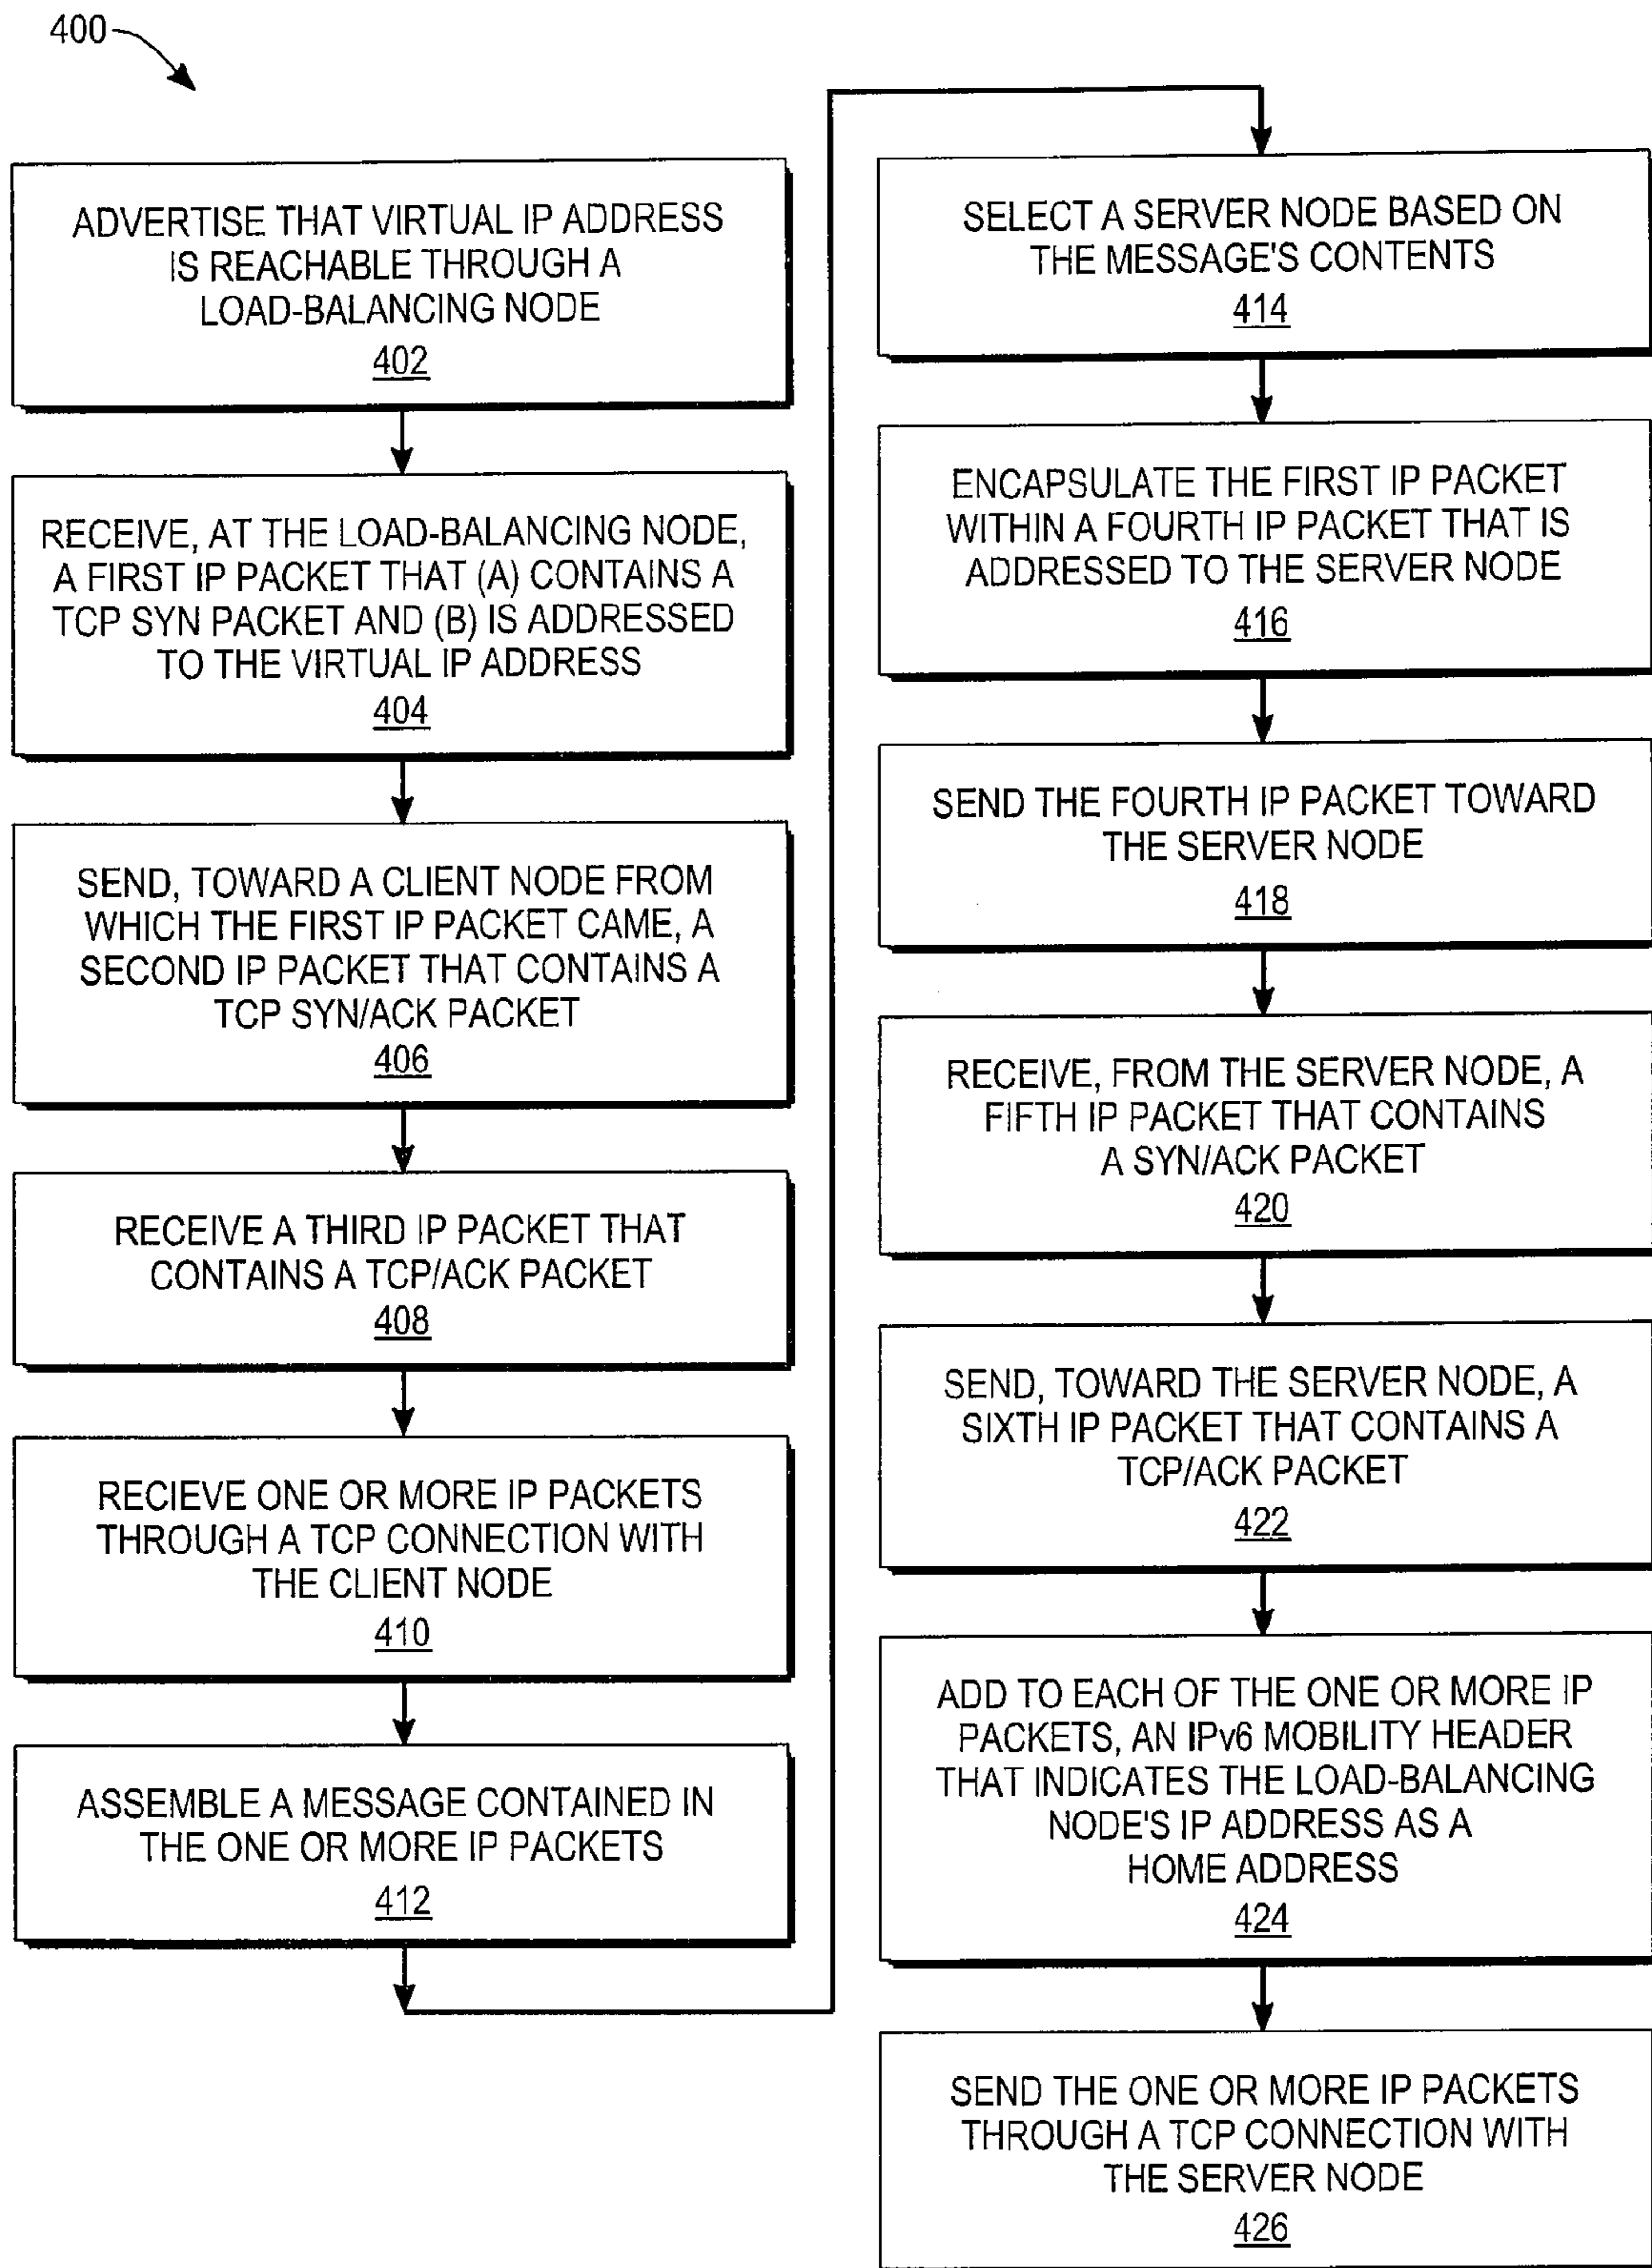 400
ADVERTISE THAT VIRTUAL IP ADDRESS
IS REACHABLE THROUGH A
LOAD-BALANCING NODE
402
RECEIVE, AT THE LOAD-BALANCING NODE,
A FIRST IP PACKET THAT (A) CONTAINS A
TCP SYN PACKET AND (B) IS ADDRESSED
TO THE VIRTUAL IP ADDRESS
404
SEND, TOWARD A CLIENT NODE FROM
WHICH THE FIRST IP PACKET CAME, A
SECOND IP PACKET THAT CONTAINS A
TCP SYN/ACK PACKET
406
RECEIVE A THIRD IP PACKET THAT
CONTAINS A TCP/ACK PACKET
408
RECIEVE ONE OR MORE IP PACKETS
THROUGH A TCP CONNECTION WITH
THE CLIENT NODE
410
ASSEMBLE A MESSAGE CONTAINED IN
THE ONE OR MORE IP PACKETS
412
SELECT A SERVER NODE BASED ON
THE MESSAGE'S CONTENTS
414
ENCAPSULATE THE FIRST IP PACKET
WITHIN A FOURTH IP PACKET THAT IS
ADDRESSED TO THE SERVER NODE
416
SEND THE FOURTH IP PACKET TOWARD
THE SERVER NODE
418
RECEIVE, FROM THE SERVER NODE, A
FIFTH IP PACKET THAT CONTAINS
A SYN/ACK PACKET
420
SEND, TOWARD THE SERVER NODE, A
SIXTH IP PACKET THAT CONTAINS A
TCP/ACK PACKET
422
ADD TO EACH OF THE ONE OR MORE IP
PACKETS, AN IPv6 MOBILITY HEADER
THAT INDICATES THE LOAD-BALANCING
NODE'S IP ADDRESS AS A
HOME ADDRESS
424
SEND THE ONE OR MORE IP PACKETS
THROUGH A TCP CONNECTION WITH
THE SERVER NODE
426